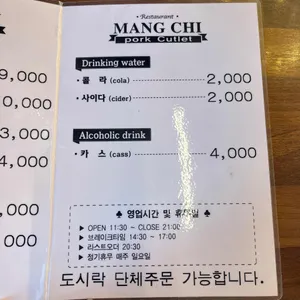 Restaurant
MANG CHI
pork Cutlet
Drinking water
• 콜 라 (cola) 2,000
• 사이다 (cider) 2,000
Alcoholic drink
• 카 스 (cass) 4,000
♣ 영업시간 및 휴무일
▶ OPEN 11:30 ~ CLOSE 21:00
▶ 브레이크타임 14:30 ~ 17:00
▶ 라스트오더 20:30
▶ 정기휴무 매주 일요일
도시락 단체주문 가능합니다.
9,000
0,000
3,000
4,000
,000
,000